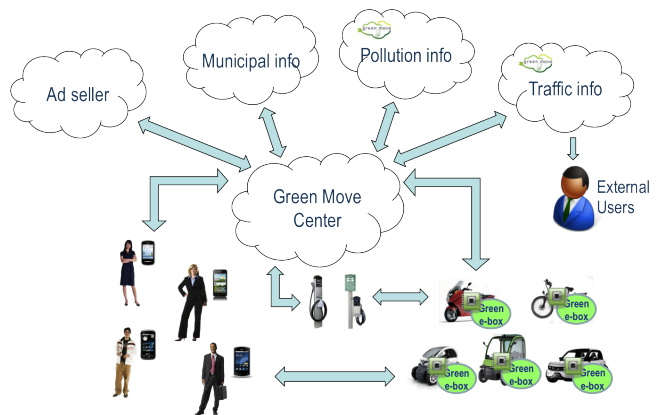 green move
Municipal info
Pollution info
green move
Ad seller
Traffic info
Green Move
Center
External
Users
Green
e-box
Green
e-box
Green
e-box
Green
e-box
Green
e-box